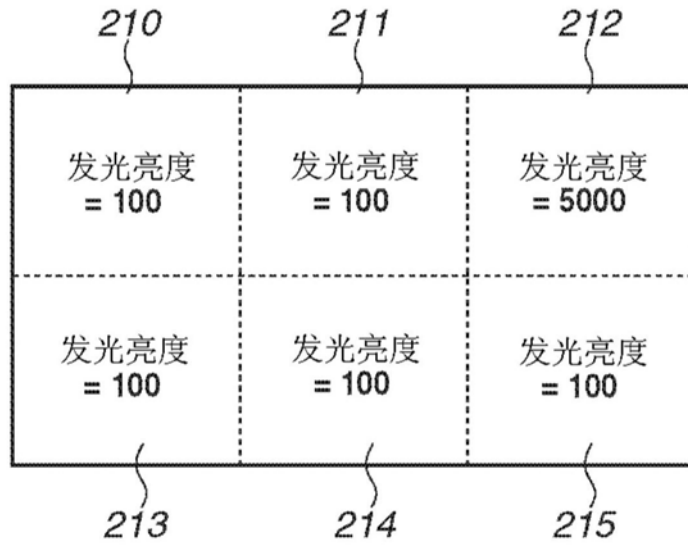 210 211 212
发光亮度 发光亮度 发光亮度
= 100 = 100 = 5000
发光亮度 发光亮度 发光亮度
= 100 = 100 = 100
213 214 215